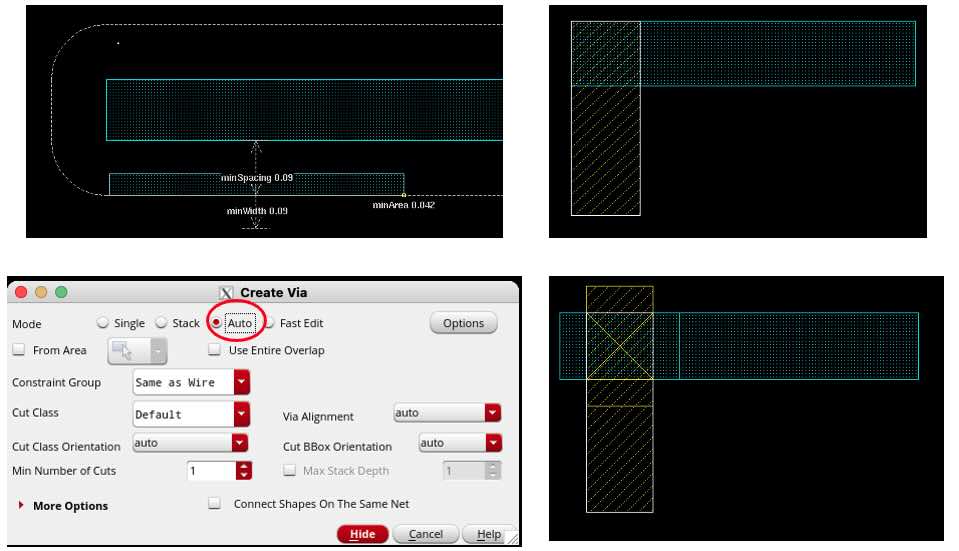 minSpacing 0.09
minArea 0.042
minWidth 0.09
X Create Via
Mode Single Stack Auto Fast Edit Options
From Area Use Entire Overlap
Constraint Group Same as Wire
Cut Class Default Via Alignment auto
Cut Class Orientation auto Cut BBox Orientation auto
Min Number of Cuts 1 Max Stack Depth 1
More Options Connect Shapes On The Same Net
Hide Cancel Help